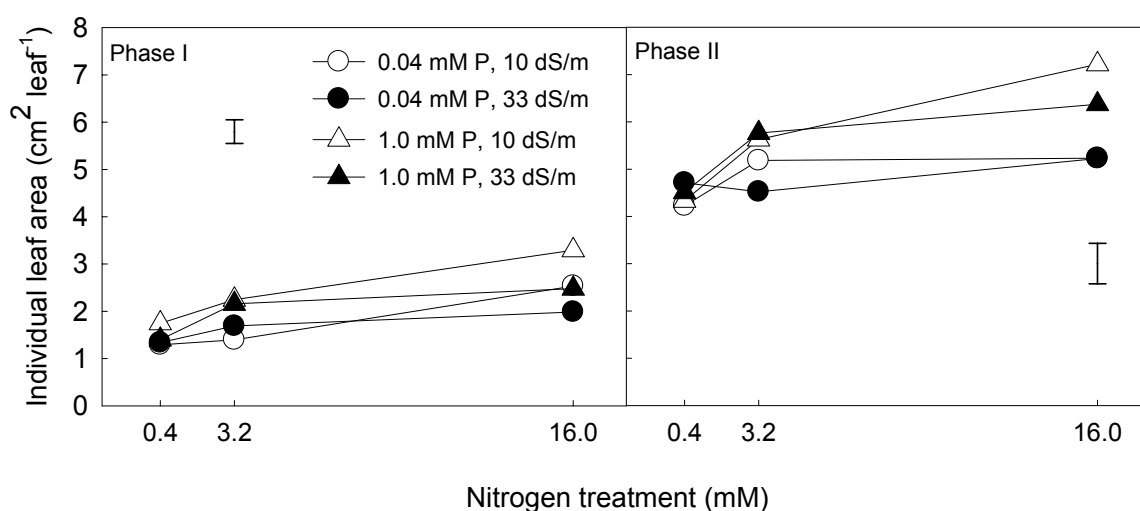 Individual leaf area (cm² leaf⁻¹)
8
7
6
5
4
3
2
1
0
Phase I
0.04 mM P, 10 dS/m
0.04 mM P, 33 dS/m
1.0 mM P, 10 dS/m
1.0 mM P, 33 dS/m
Phase II
0.4 3.2 16.0
0.4 3.2 16.0
Nitrogen treatment (mM)